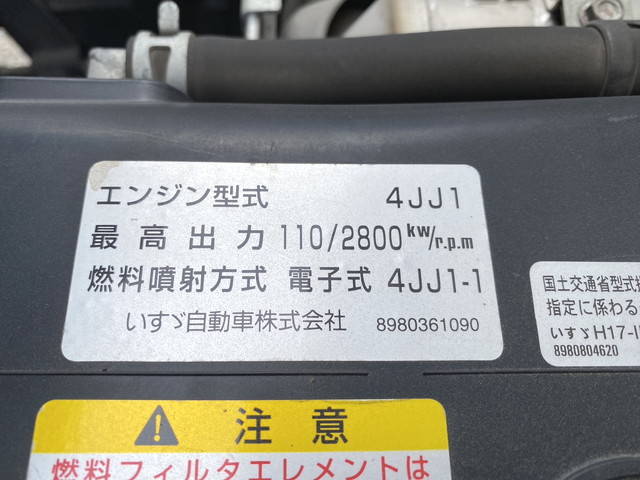 エンジン型式 4JJ1
最高出力 110/2800kw/r.p.m
燃料噴射方式 電子式 4JJ1-1
いすゞ自動車株式会社 8980361090
国土交通省型式
指定に係わる
いすゞH17-
8980804620
注意
燃料フィルタエレメントは